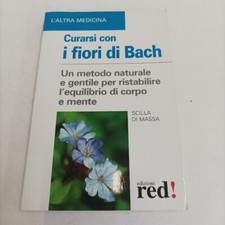 L'ALTRA MEDICINA
Curarsi con
i fiori di Bach
Un metodo naturale
e gentile per ristabilire
l'equilibrio di corpo
e mente
SCILLA
DI MASSA
edizioni
red!